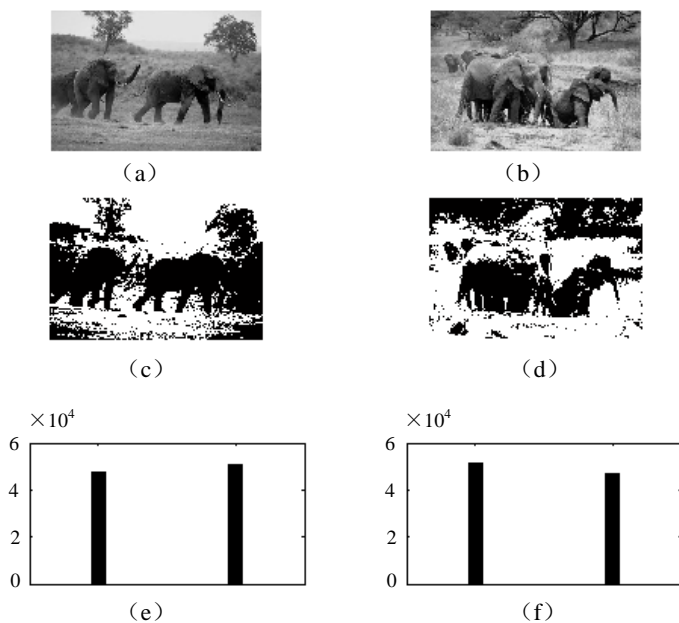 （a） （b）
（c） （d）
×10⁴ ×10⁴
6 6
4 4
2 2
0 0
（e） （f）